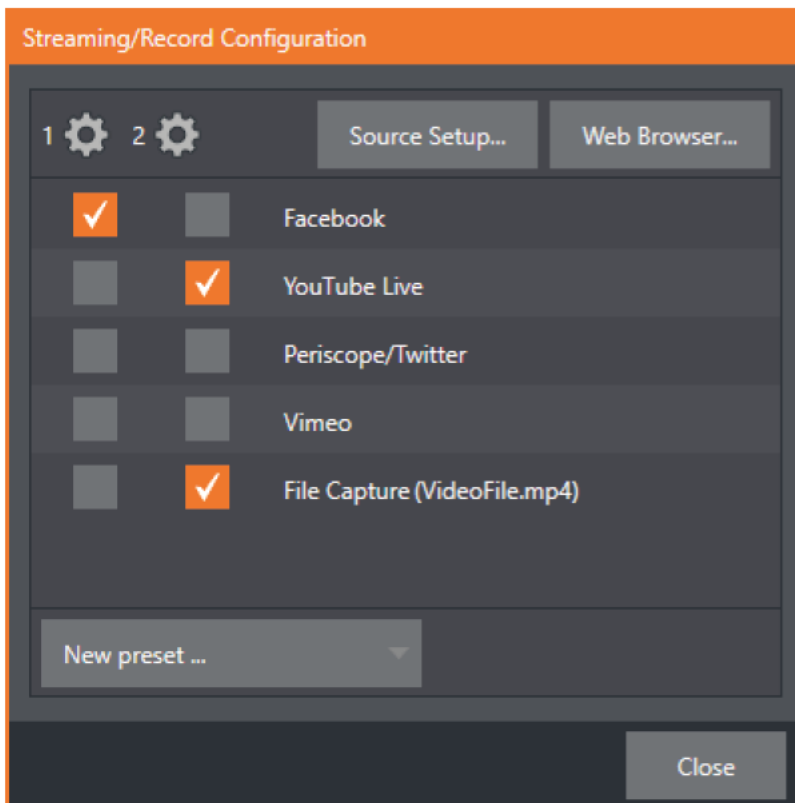 Streaming/Record Configuration
1 2 Source Setup... Web Browser...
Facebook
YouTube Live
Periscope/Twitter
Vimeo
File Capture (VideoFile.mp4)
New preset ...
Close